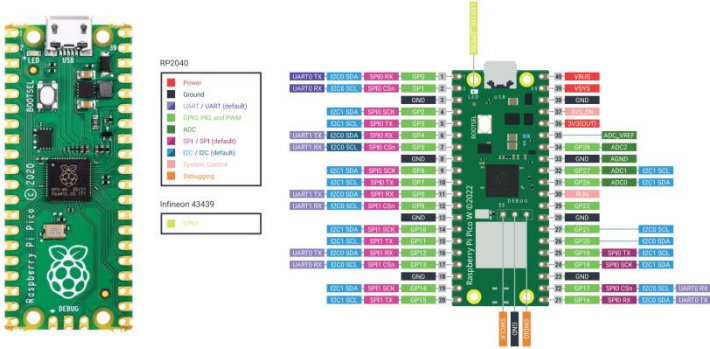 2
39
LED
USB
BOOTSEL
Raspberry Pi Pico © 2020
DEBUG
RP2040
Power
Ground
UART / UART (default)
GPIO, PIO, and PWM
ADC
SPI / SPI (default)
I2C / I2C (default)
System Control
Debugging
Infineon 43439
GPIO
LED
USB
BOOTSEL
DEBUG
Raspberry Pi Pico W ©2022
UART0 TX I2C0 SDA SPI0 RX GP0 1
UART0 RX I2C0 SCL SPI0 CSn GP1 2
GND 3
I2C1 SDA SPI0 SCK GP2 4
I2C1 SCL SPI0 TX GP3 5
UART1 TX I2C0 SDA SPI0 RX GP4 6
UART1 RX I2C0 SCL SPI0 CSn GP5 7
GND 8
I2C1 SDA SPI0 SCK GP6 9
I2C1 SCL SPI0 TX GP7 10
UART1 TX I2C0 SDA SPI1 RX GP8 11
UART1 RX I2C0 SCL SPI1 CSn GP9 12
GND 13
I2C1 SDA SPI1 SCK GP10 14
I2C1 SCL SPI1 TX GP11 15
UART0 TX I2C0 SDA SPI1 RX GP12 16
UART0 RX I2C0 SCL SPI1 CSn GP13 17
GND 18
I2C1 SDA SPI1 SCK GP14 19
I2C1 SCL SPI1 TX GP15 20
40 VBUS
39 VSYS
38 GND
37 3V3_EN
36 3V3(OUT)
35 ADC_VREF
34 GP28 ADC2
33 GND AGND
32 GP27 ADC1 I2C1 SCL
31 GP26 ADC0 I2C1 SDA
30 RUN
29 GP22
28 GND
27 GP21 I2C0 SCL
26 GP20 I2C0 SDA
25 GP19 SPI0 TX I2C1 SCL
24 GP18 SPI0 SCK I2C1 SDA
23 GND
22 GP17 SPI0 CSn I2C0 SCL UART0 RX
21 GP16 SPI0 RX I2C0 SDA UART0 TX
SWCLK
GND
SWDIO